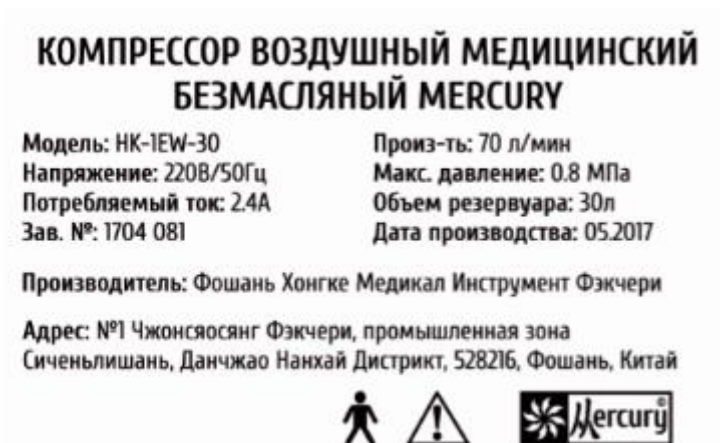 КОМПРЕССОР ВОЗДУШНЫЙ МЕДИЦИНСКИЙ
БЕЗМАСЛЯНЫЙ MERCURY
Модель: HK-1EW-30
Напряжение: 220В/50Гц
Потребляемый ток: 2.4А
Зав. №: 1704 081
Произ-ть: 70 л/мин
Макс. давление: 0.8 МПа
Объем резервуара: 30л
Дата производства: 05.2017
Производитель: Фошань Хонгке Медикал Инструмент Фэкчери
Адрес: №1 Чжонсяосянг Фэкчери, промышленная зона
Сиченьлишань, Данчжао Нанхай Дистрикт, 528216, Фошань, Китай
Mercury©